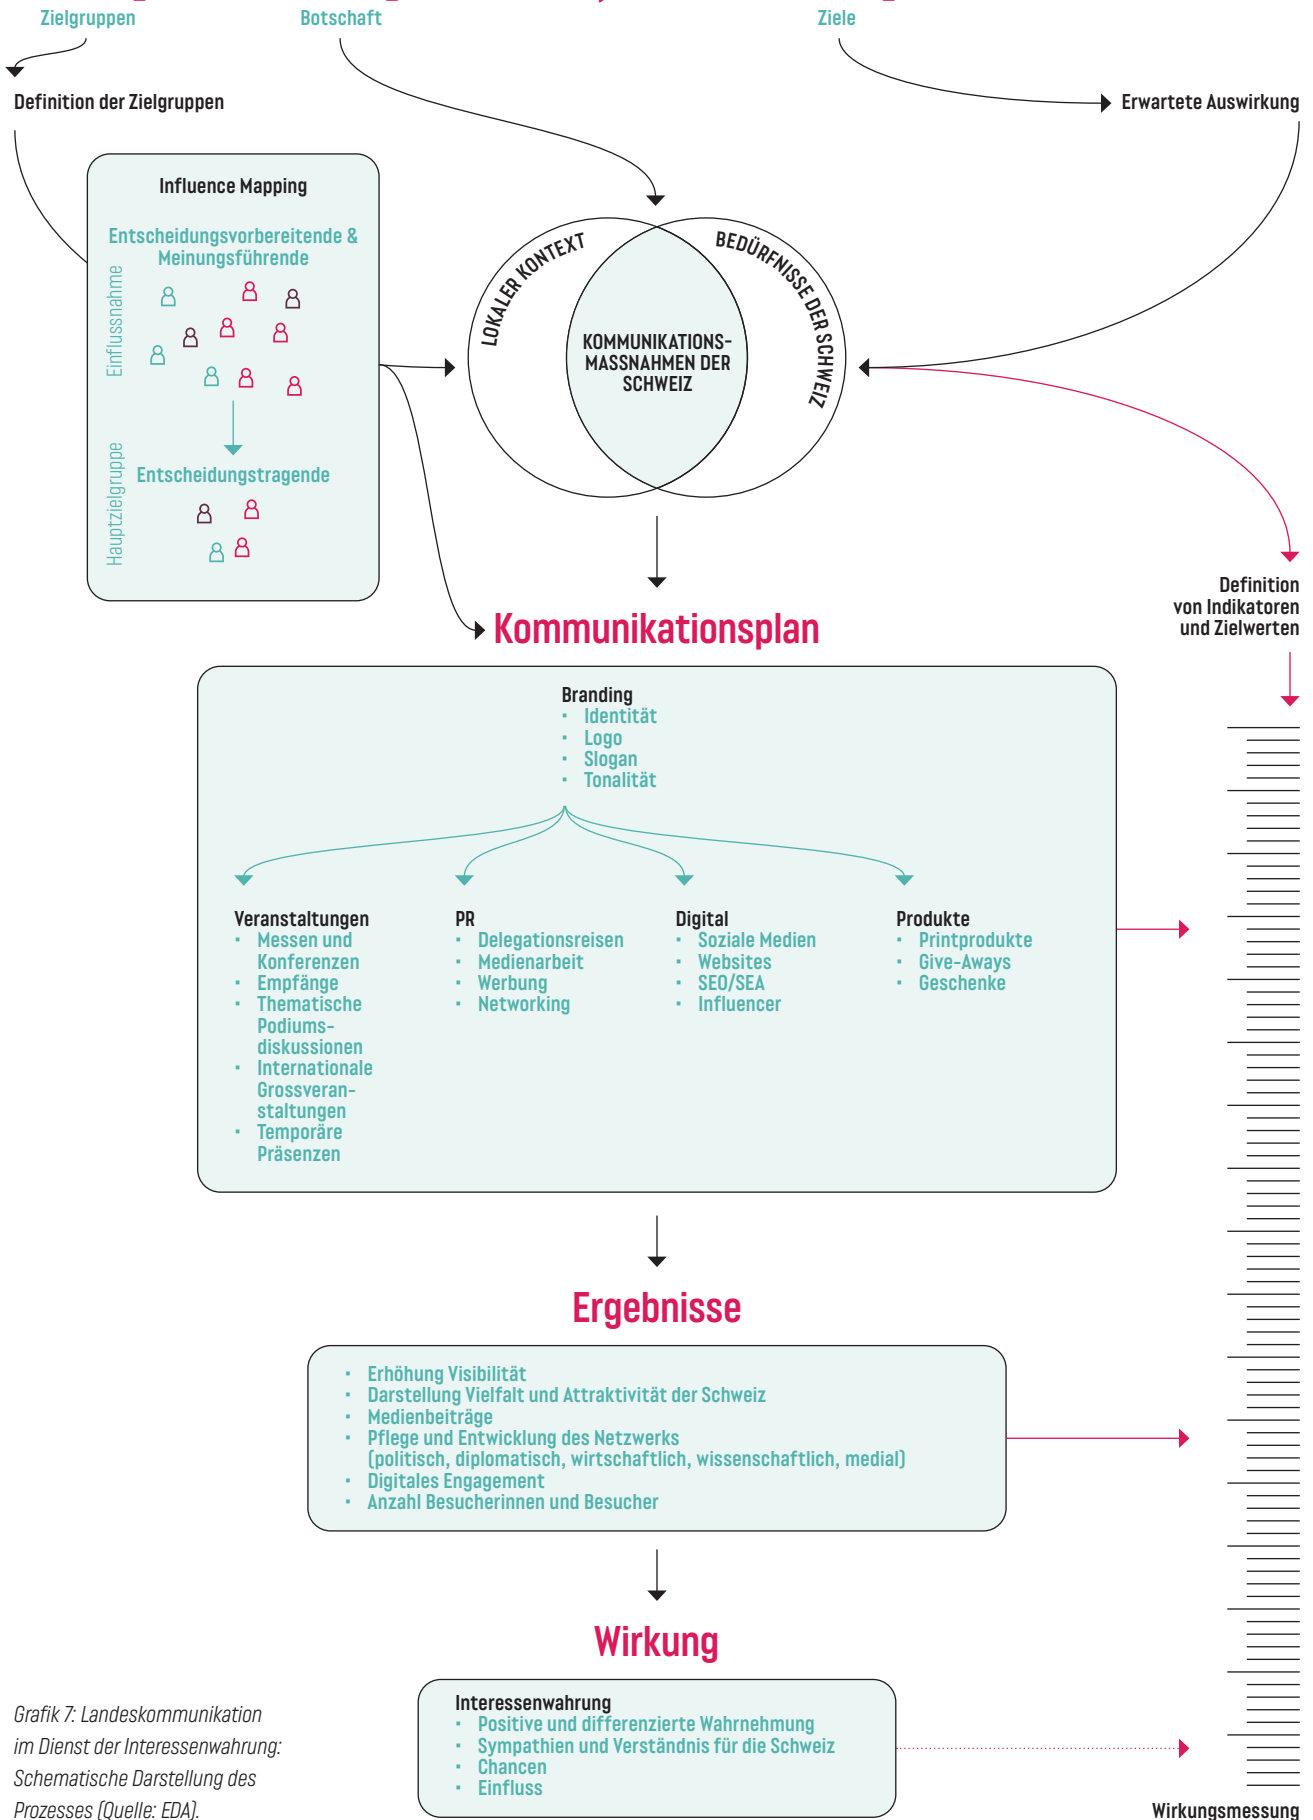 Zielgruppen
Botschaft
Ziele
Definition der Zielgruppen
Erwartete Auswirkung
Influence Mapping
Entscheidungsvorbereitende &
Meinungsführende
Einflussnahme
Entscheidungstragende
Hauptzielgruppe
LOKALER KONTEXT
BEDÜRFNISSE DER SCHWEIZ
KOMMUNIKATIONS-
MASSNAHMEN DER
SCHWEIZ
Definition
von Indikatoren
und Zielwerten
Kommunikationsplan
Branding
• Identität
• Logo
• Slogan
• Tonalität
Veranstaltungen
• Messen und
Konferenzen
• Empfänge
• Thematische
Podiums-
diskussionen
• Internationale
Grossveran-
staltungen
• Temporäre
Präsenzen
PR
• Delegationsreisen
• Medienarbeit
• Werbung
• Networking
Digital
• Soziale Medien
• Websites
• SEO/SEA
• Influencer
Produkte
• Printprodukte
• Give-Aways
• Geschenke
Ergebnisse
• Erhöhung Visibilität
• Darstellung Vielfalt und Attraktivität der Schweiz
• Medienbeiträge
• Pflege und Entwicklung des Netzwerks
(politisch, diplomatisch, wirtschaftlich, wissenschaftlich, medial)
• Digitales Engagement
• Anzahl Besucherinnen und Besucher
Wirkung
Interessenwahrung
• Positive und differenzierte Wahrnehmung
• Sympathien und Verständnis für die Schweiz
• Chancen
• Einfluss
Wirkungsmessung
Grafik 7: Landeskommunikation
im Dienst der Interessenwahrung:
Schematische Darstellung des
Prozesses (Quelle: EDA).